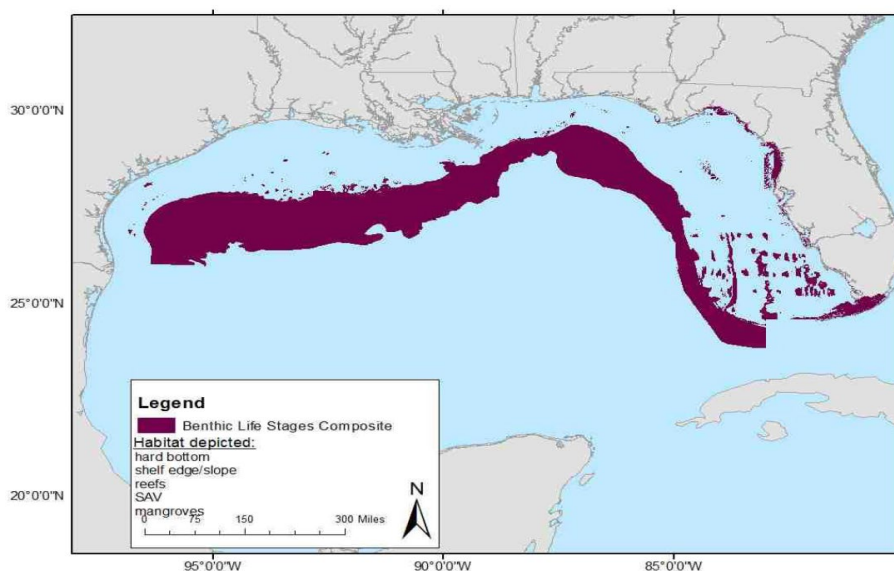 30°0'0"N
25°0'0"N
20°0'0"N
Legend
Benthic Life Stages Composite
Habitat depicted:
hard bottom
shelf edge/slope
reefs
SAV
mangroves
N
0 75 150 300 Miles
95°0'0"W 90°0'0"W 85°0'0"W